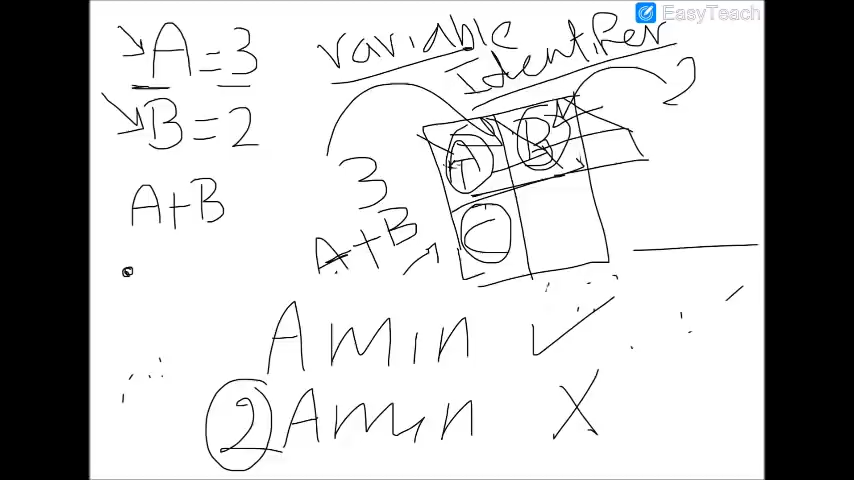 EasyTeach
variable
Identifier
A=3
B=2
A+B
A
B
C
3
A+B
2
Amin ✓
2Amin X